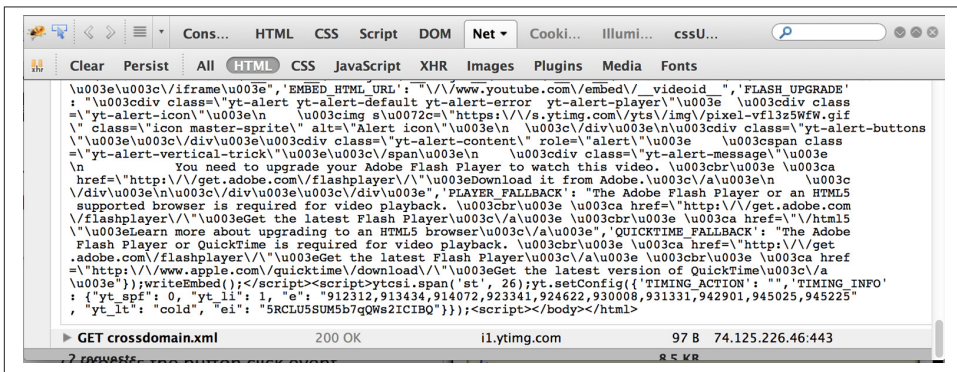 Cons... HTML CSS Script DOM Net Cooki... Illumi... cssU...
xhr Clear Persist All HTML CSS JavaScript XHR Images Plugins Media Fonts
\u003e\u003c\/iframe\u003e",'EMBED_HTML_URL': "\/\/www.youtube.com\/embed\/__videoid__",'FLASH_UPGRADE'
: "\u003cdiv class=\"yt-alert yt-alert-default yt-alert-error  yt-alert-player\"\u003e  \u003cdiv class
=\"yt-alert-icon\"\u003e\n    \u003cimg s\u0072c=\"https:\/\/s.ytimg.com\/yts\/img\/pixel-vfl3z5WfW.gif
\" class=\"icon master-sprite\" alt=\"Alert icon\"\u003e\n  \u003c\/div\u003e\n\u003cdiv class=\"yt-alert-buttons
\"\u003e\u003c\/div\u003e\u003cdiv class=\"yt-alert-content\" role=\"alert\"\u003e    \u003cspan class
=\"yt-alert-vertical-trick\"\u003e\u003c\/span\u003e\n    \u003cdiv class=\"yt-alert-message\"\u003e
\n            You need to upgrade your Adobe Flash Player to watch this video. \u003cbr\u003e \u003ca
href=\"http:\/\/get.adobe.com\/flashplayer\/\"\u003eDownload it from Adobe.\u003c\/a\u003e\n    \u003c
\/div\u003e\n\u003c\/div\u003e\u003c\/div\u003e",'PLAYER_FALLBACK': "The Adobe Flash Player or an HTML5
supported browser is required for video playback. \u003cbr\u003e \u003ca href=\"http:\/\/get.adobe.com
\/flashplayer\/\"\u003eGet the latest Flash Player\u003c\/a\u003e \u003cbr\u003e \u003ca href=\"\/html5
\"\u003eLearn more about upgrading to an HTML5 browser\u003c\/a\u003e",'QUICKTIME_FALLBACK': "The Adobe
Flash Player or QuickTime is required for video playback. \u003cbr\u003e \u003ca href=\"http:\/\/get
.adobe.com\/flashplayer\/\"\u003eGet the latest Flash Player\u003c\/a\u003e \u003cbr\u003e \u003ca href
=\"http:\/\/www.apple.com\/quicktime\/download\/\"\u003eGet the latest version of QuickTime\u003c\/a
\u003e"});writeEmbed();</script><script>ytcsi.span('st', 26);yt.setConfig({'TIMING_ACTION': "",'TIMING_INFO'
: {"yt_spf": 0, "yt_li": 1, "e": "912312,913434,914072,923341,924622,930008,931331,942901,945025,945225"
, "yt_lt": "cold", "ei": "5RCLU5SUM5b7qQWs2ICIBQ"}});<script></body></html>
GET crossdomain.xml 200 OK i1.ytimg.com 97 B 74.125.226.46:443
2 requests 8.5 KB